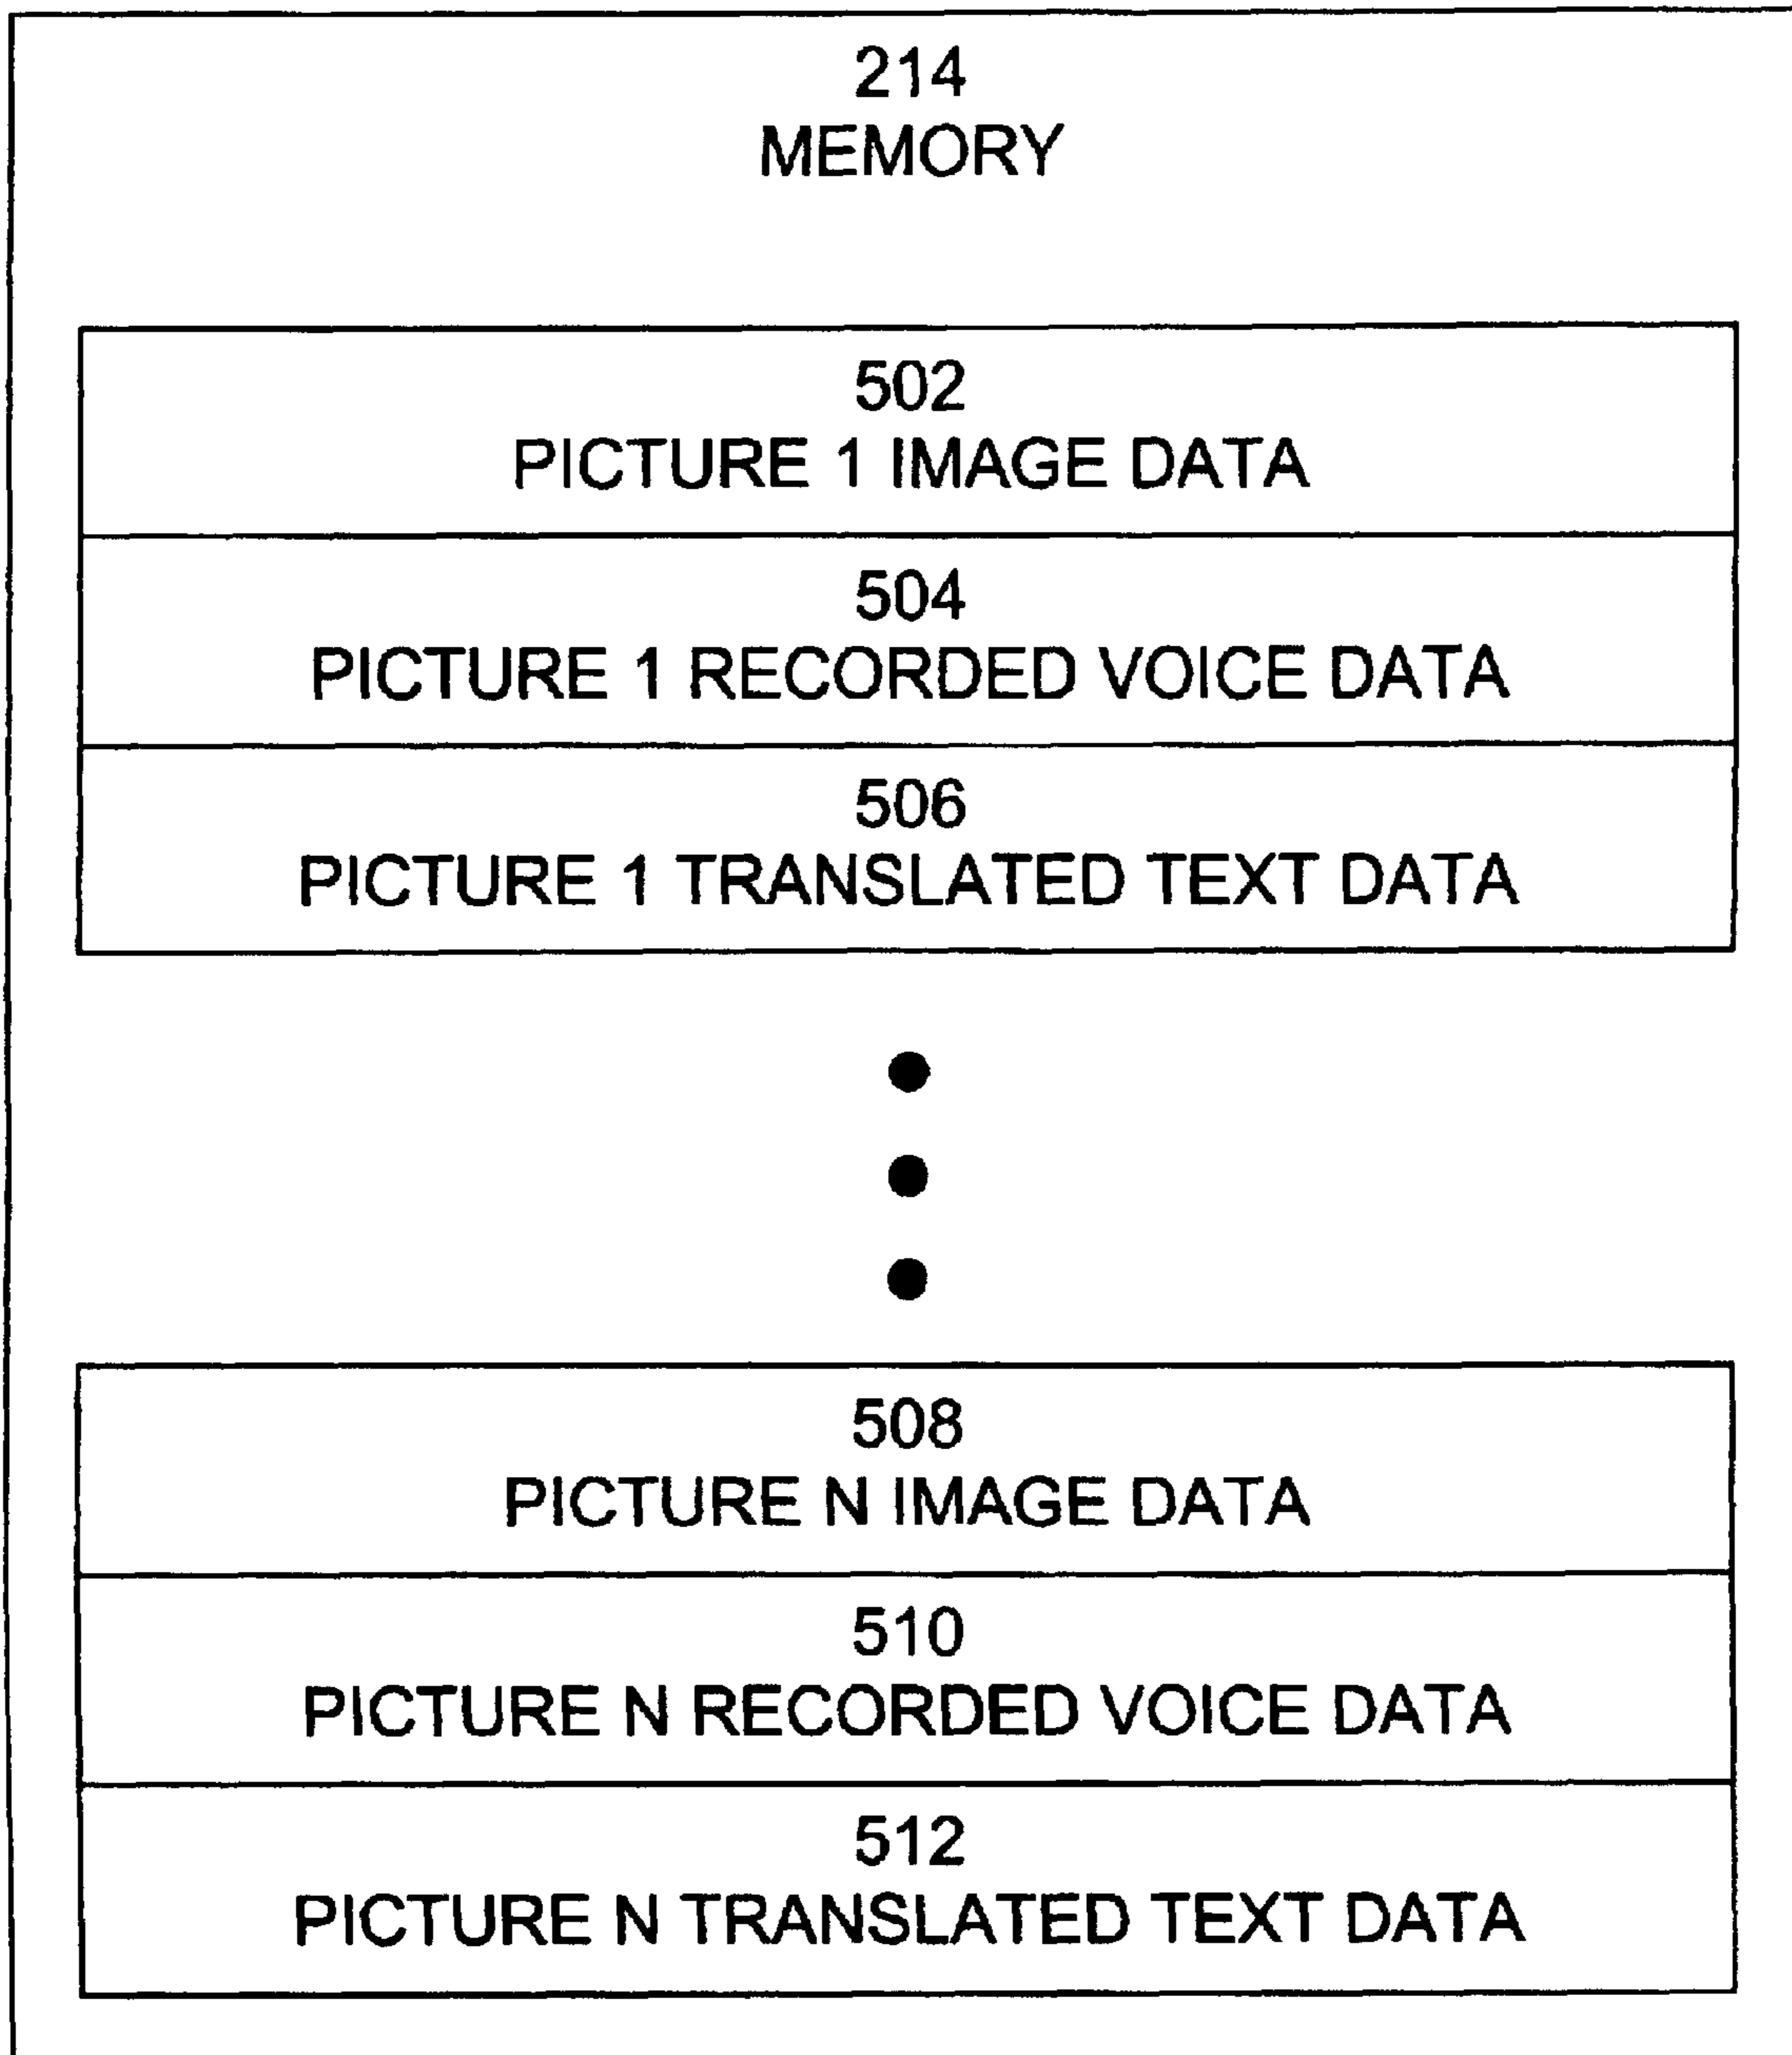 214
MEMORY
502
PICTURE 1 IMAGE DATA
504
PICTURE 1 RECORDED VOICE DATA
506
PICTURE 1 TRANSLATED TEXT DATA
508
PICTURE N IMAGE DATA
510
PICTURE N RECORDED VOICE DATA
512
PICTURE N TRANSLATED TEXT DATA